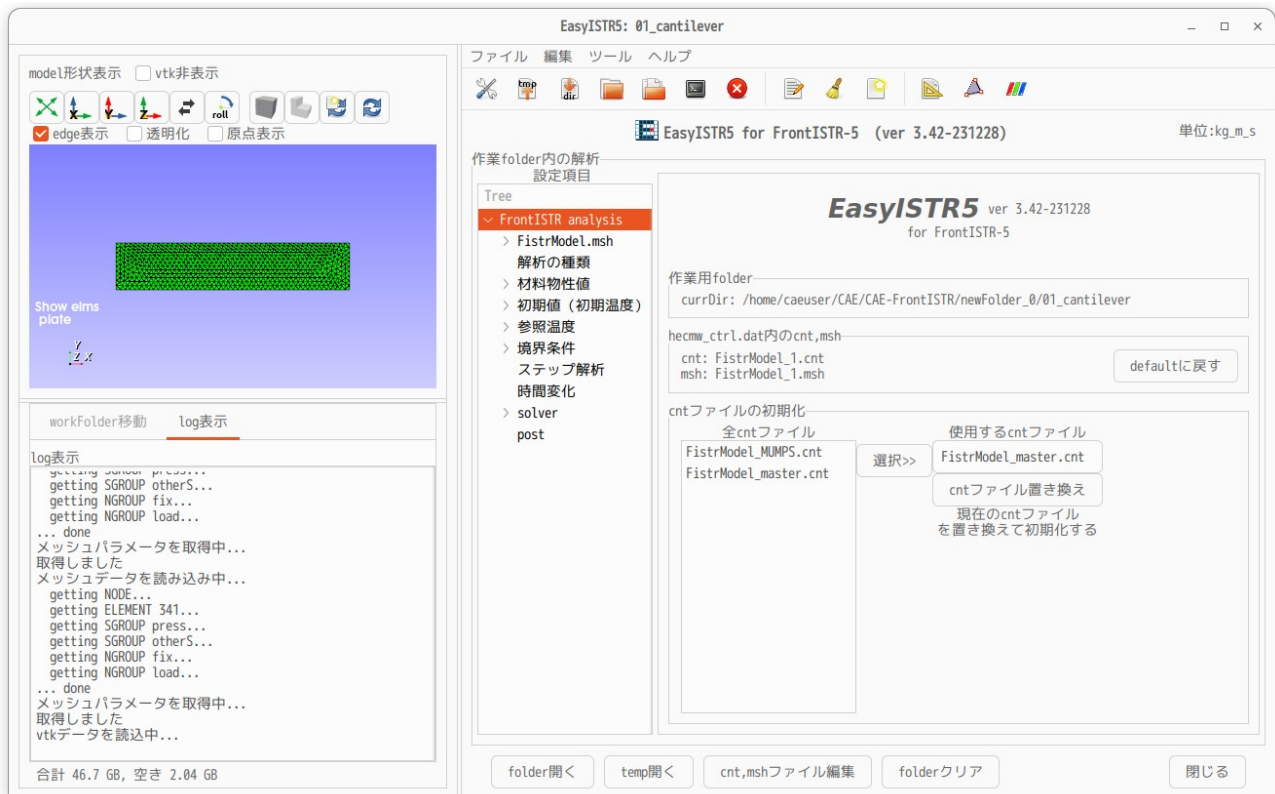 EasyISTR5: 01_cantilever
model形状表示 vtk非表示
X Y Z roll
edge表示 透明化 原点表示
Show elms
plate
Y
Z X
workFolder移動 log表示
log表示
getting SGROUP press...
getting SGROUP otherS...
getting NGROUP fix...
getting NGROUP load...
... done
メッシュパラメータを取得中...
取得しました
メッシュデータを読み込み中...
getting NODE...
getting ELEMENT 341...
getting SGROUP press...
getting SGROUP otherS...
getting NGROUP fix...
getting NGROUP load...
... done
メッシュパラメータを取得中...
取得しました
vtkデータを読込中...
合計 46.7 GB, 空き 2.04 GB
ファイル 編集 ツール ヘルプ
tmp dir
EasyISTR5 for FrontISTR-5 (ver 3.42-231228)
単位:kg_m_s
作業folder内の解析
設定項目
Tree
FrontISTR analysis
FistrModel.msh
解析の種類
材料物性値
初期値 (初期温度)
参照温度
境界条件
ステップ解析
時間変化
solver
post
EasyISTR5 ver 3.42-231228
for FrontISTR-5
作業用folder
currDir: /home/caeuser/CAE/CAE-FrontISTR/newFolder_0/01_cantilever
hecmw_ctrl.dat内のcnt,msh
cnt: FistrModel_1.cnt
msh: FistrModel_1.msh
defaultに戻す
cntファイルの初期化
全cntファイル
FistrModel_MUMPS.cnt
FistrModel_master.cnt
選択>>
使用するcntファイル
FistrModel_master.cnt
cntファイル置き換え
現在のcntファイル
を置き換えて初期化する
folder開く temp開く cnt,mshファイル編集 folderクリア 閉じる